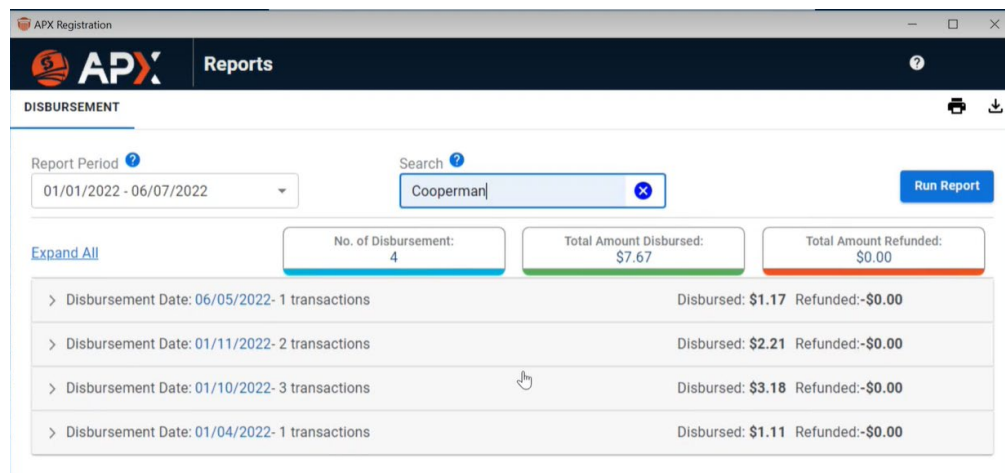 APX Registration
APX Reports
DISBURSEMENT
Report Period
Search
01/01/2022 - 06/07/2022
Cooperman
Run Report
Expand All
No. of Disbursement:
4
Total Amount Disbursed:
$7.67
Total Amount Refunded:
$0.00
Disbursement Date: 06/05/2022- 1 transactions Disbursed: $1.17 Refunded:-$0.00
Disbursement Date: 01/11/2022- 2 transactions Disbursed: $2.21 Refunded:-$0.00
Disbursement Date: 01/10/2022- 3 transactions Disbursed: $3.18 Refunded:-$0.00
Disbursement Date: 01/04/2022- 1 transactions Disbursed: $1.11 Refunded:-$0.00